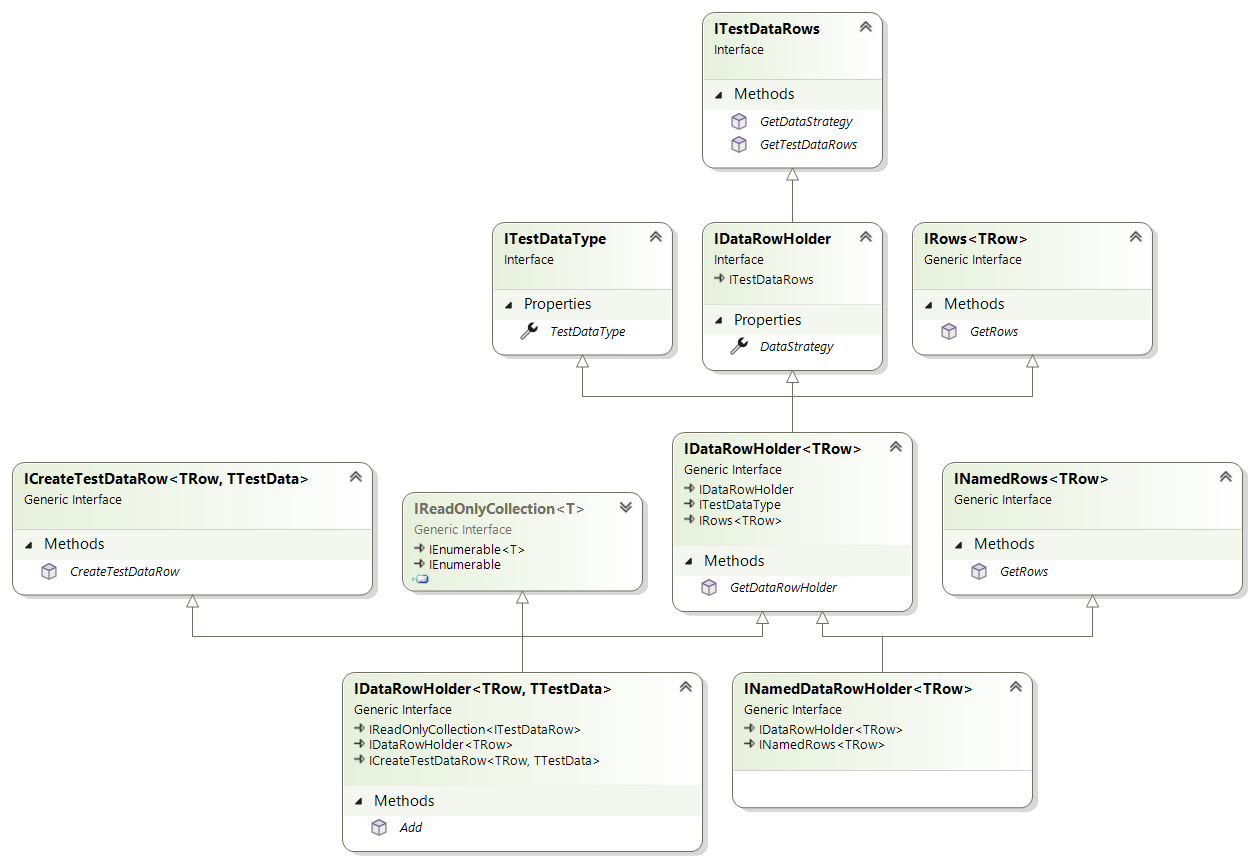 ITestDataRows
Interface
Methods
GetDataStrategy
GetTestDataRows
ITestDataType
Interface
Properties
TestDataType
IDataRowHolder
Interface
ITestDataRows
Properties
DataStrategy
IRows<TRow>
Generic Interface
Methods
GetRows
ICreateTestDataRow<TRow, TTestData>
Generic Interface
Methods
CreateTestDataRow
IReadOnlyCollection<T>
Generic Interface
IEnumerable<T>
IEnumerable
IDataRowHolder<TRow>
Generic Interface
IDataRowHolder
ITestDataType
IRows<TRow>
Methods
GetDataRowHolder
INamedRows<TRow>
Generic Interface
Methods
GetRows
IDataRowHolder<TRow, TTestData>
Generic Interface
IReadOnlyCollection<ITestDataRow>
IDataRowHolder<TRow>
ICreateTestDataRow<TRow, TTestData>
Methods
Add
INamedDataRowHolder<TRow>
Generic Interface
IDataRowHolder<TRow>
INamedRows<TRow>